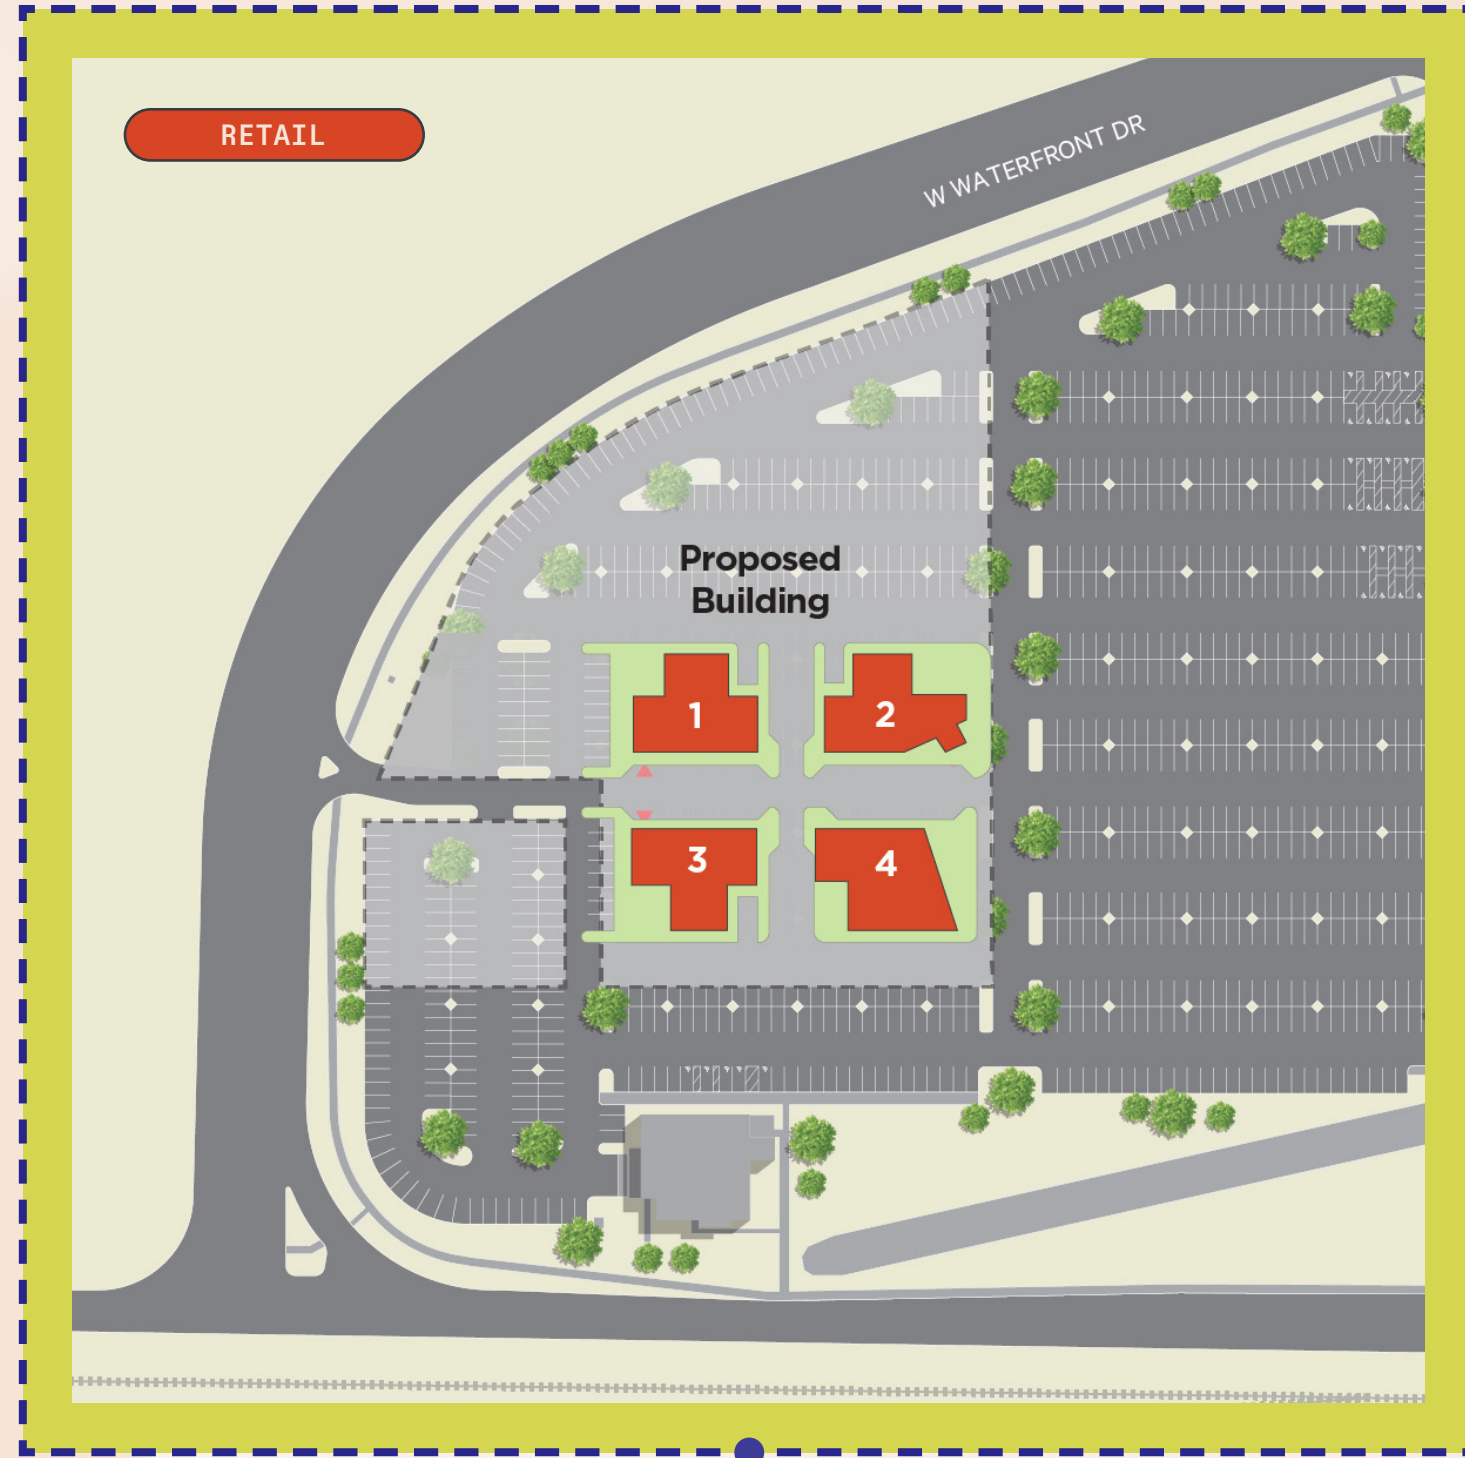 RETAIL
W WATERFRONT DR
Proposed
Building
1
2
3
4